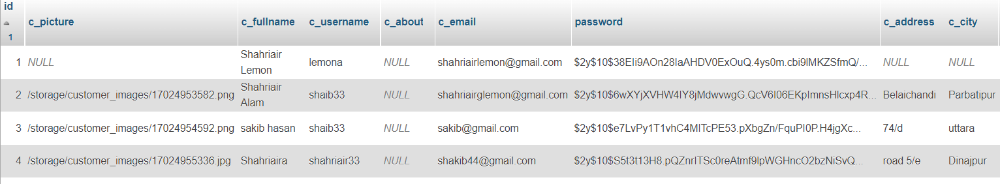 id
1
c_picture c_fullname c_username c_about c_email password c_address c_city
1 NULL Shahriair Lemon lemona NULL shahriairlemon@gmail.com $2y$10$38EIi9AOn28IaAHDV0ExOuQ.4ys0m.cbi9lMKZSfmQ/... NULL NULL
2 /storage/customer_images/17024953582.png Shahriair Alam shaib33 NULL shahriairglemon@gmail.com $2y$10$6wXYjXVHW4IY8jMdwvwgG.QcV6I06EKpImnsHlcxp4R... Belaichandi Parbatipur
3 /storage/customer_images/17024954592.png sakib hasan shaib33 NULL sakib@gmail.com $2y$10$e7LvPy1T1vhC4MITcPE53.pXbgZn/FquPI0P.H4jgXc... 74/d uttara
4 /storage/customer_images/17024955336.jpg Shahriaira shahriair33 NULL shakib44@gmail.com $2y$10$S5t3t13H8.pQZnrITSc0reAtmf9lpWGHncO2bzNiSvQ... road 5/e Dinajpur